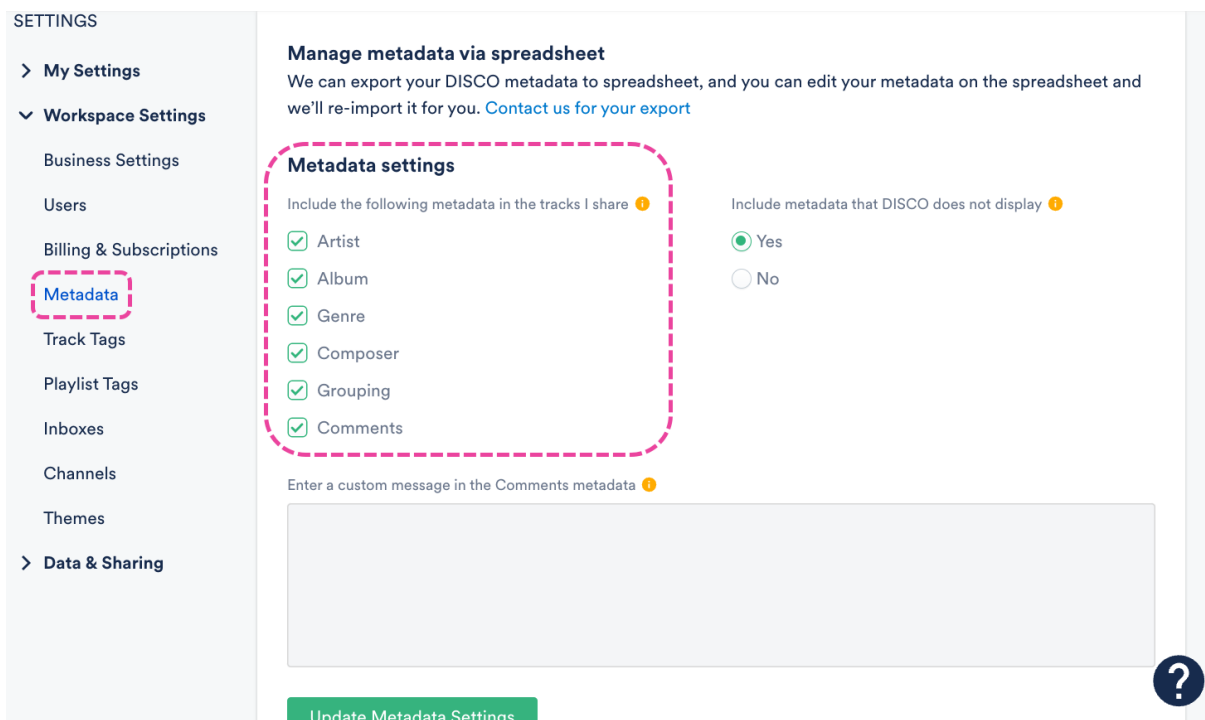 SETTINGS
My Settings
Workspace Settings
Business Settings
Users
Billing & Subscriptions
Metadata
Track Tags
Playlist Tags
Inboxes
Channels
Themes
Data & Sharing
Manage metadata via spreadsheet
We can export your DISCO metadata to spreadsheet, and you can edit your metadata on the spreadsheet and
we'll re-import it for you. Contact us for your export
Metadata settings
Include the following metadata in the tracks I share
Artist
Album
Genre
Composer
Grouping
Comments
Include metadata that DISCO does not display
Yes
No
Enter a custom message in the Comments metadata
Update Metadata Settings
?